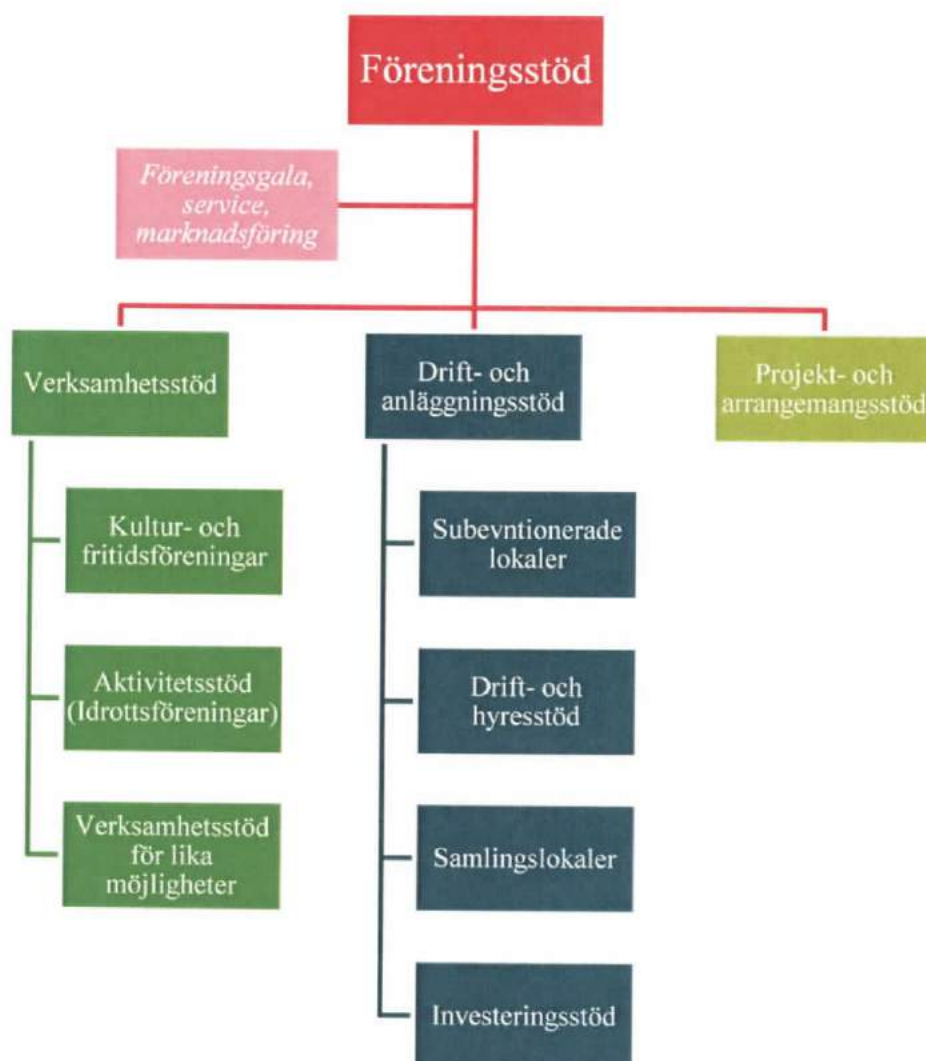 Föreningsstöd
Föreningsgala,
service,
marknadsföring
Verksamhetsstöd
Drift- och
anläggningsstöd
Projekt- och
arrangemangsstöd
Kultur- och
fritidsföreningar
Aktivitetsstöd
(Idrottsföreningar)
Verksamhetsstöd
för lika
möjligheter
Subevntionerade
lokaler
Drift- och
hyresstöd
Samlingslokaler
Investeringsstöd